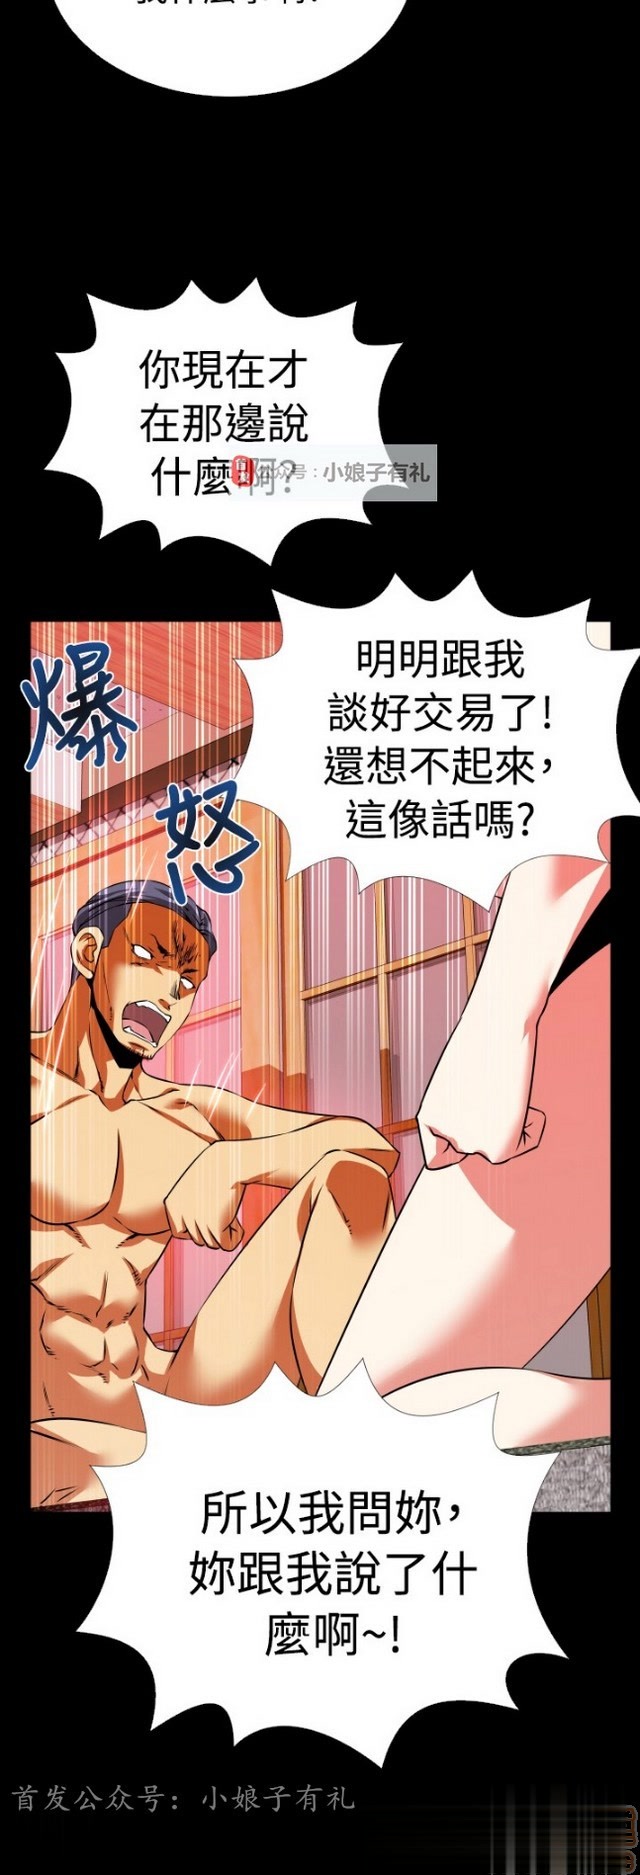 你現在才
在那邊說
什麼啊?
公众号:小娘子有礼
明明跟我
談好交易了!
還想不起來,
這像話嗎?
爆
怒
所以我問妳,
妳跟我說了什
麼啊~!
首发公众号：小娘子有礼